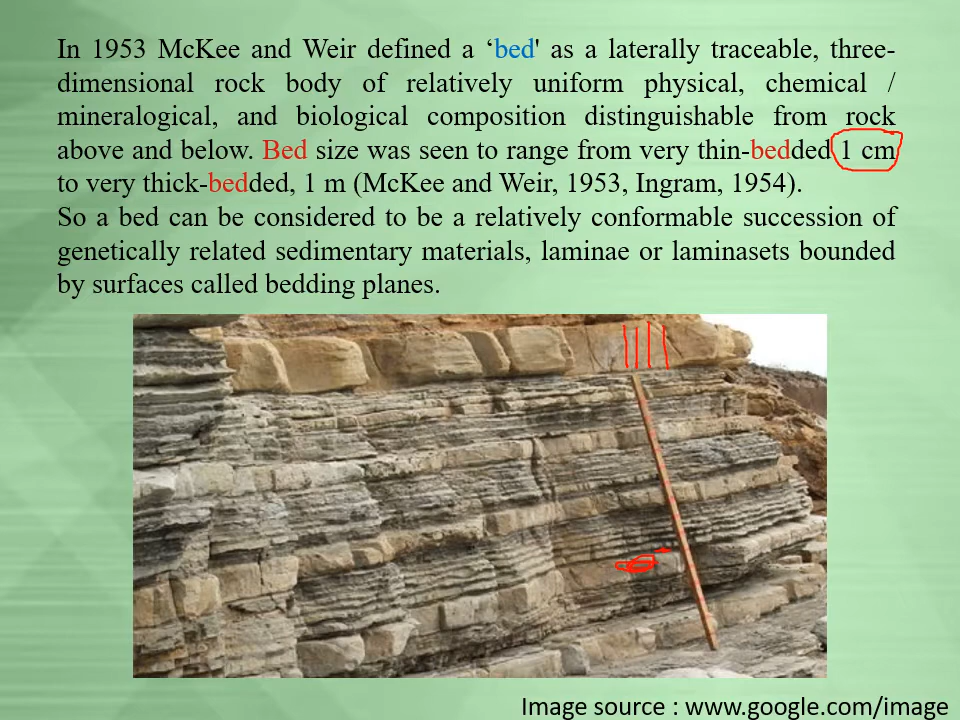 In 1953 McKee and Weir defined a ‘bed' as a laterally traceable, three-
dimensional rock body of relatively uniform physical, chemical /
mineralogical, and biological composition distinguishable from rock
above and below. Bed size was seen to range from very thin-bedded 1 cm
to very thick-bedded, 1 m (McKee and Weir, 1953, Ingram, 1954).
So a bed can be considered to be a relatively conformable succession of
genetically related sedimentary materials, laminae or laminasets bounded
by surfaces called bedding planes.
Image source : www.google.com/image